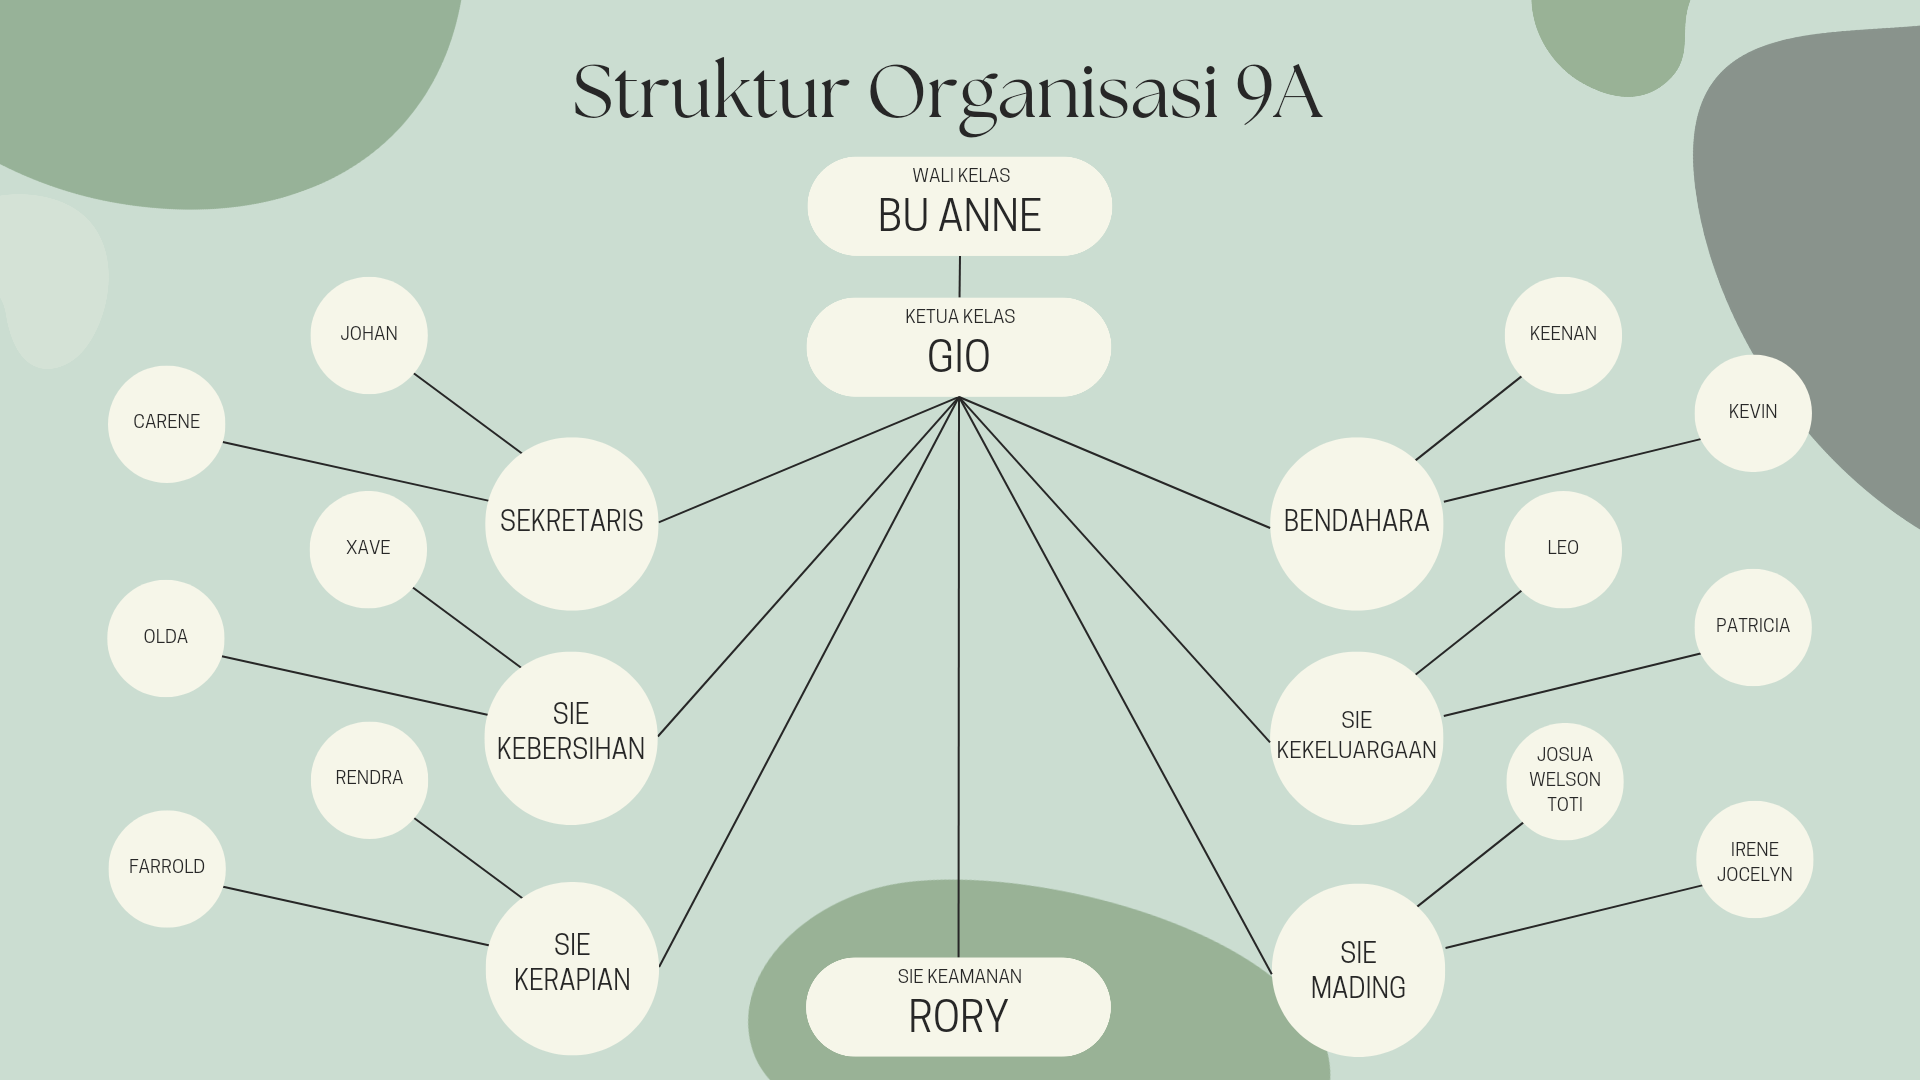 Struktur Organisasi 9A
WALI KELAS
BU ANNE
KETUA KELAS
GIO
JOHAN
CARENE
SEKRETARIS
XAVE
OLDA
SIE
KEBERSIHAN
RENDRA
FARROLD
SIE
KERAPIAN
SIE KEAMANAN
RORY
KEENAN
KEVIN
BENDAHARA
LEO
PATRICIA
SIE
KEKELUARGAAN
JOSUA
WELSON
TOTI
IRENE
JOCELYN
SIE
MADING